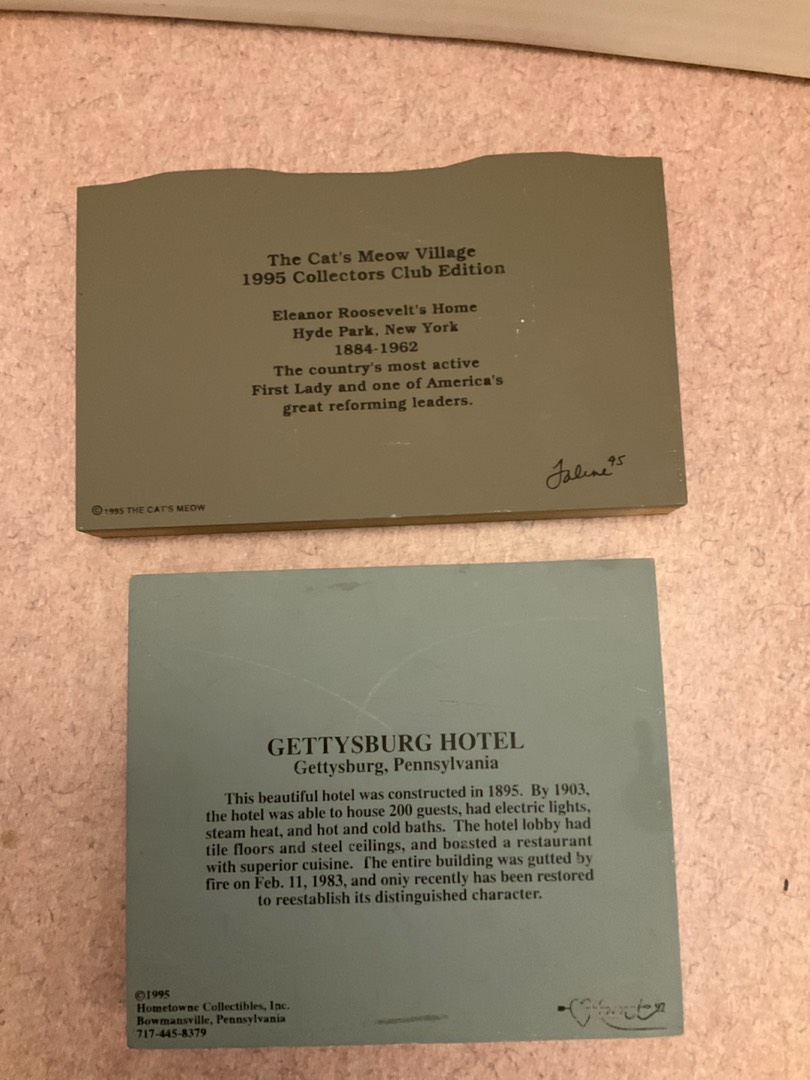 The Cat's Meow Village
1995 Collectors Club Edition
Eleanor Roosevelt's Home
Hyde Park, New York
1884-1962
The country's most active
First Lady and one of America's
great reforming leaders.
Faline 95
©1995 THE CAT'S MEOW
GETTYSBURG HOTEL
Gettysburg, Pennsylvania
This beautiful hotel was constructed in 1895. By 1903,
the hotel was able to house 200 guests, had electric lights,
steam heat, and hot and cold baths. The hotel lobby had
tile floors and steel ceilings, and boasted a restaurant
with superior cuisine. The entire building was gutted by
fire on Feb. 11, 1983, and only recently has been restored
to reestablish its distinguished character.
©1995
Hometowne Collectibles, Inc.
Bowmansville, Pennsylvania
717-445-8379
97